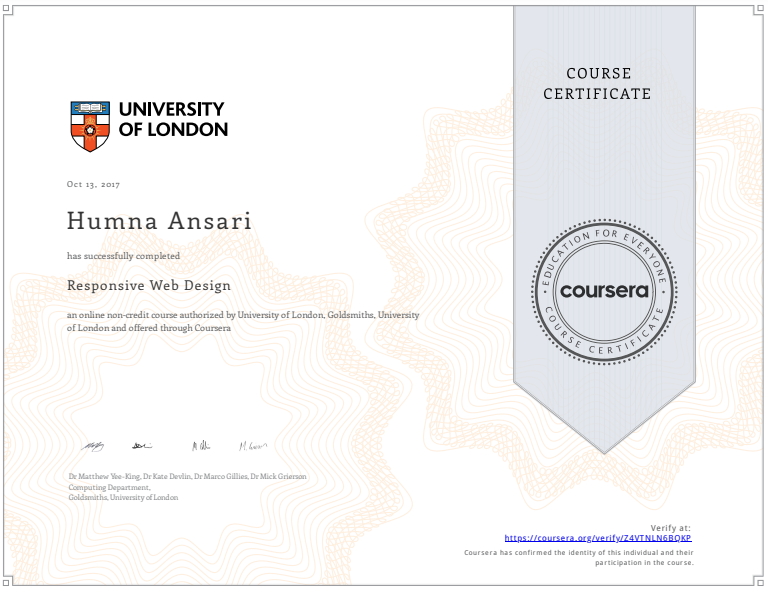 COURSE
CERTIFICATE
UNIVERSITY
OF LONDON
Oct 13, 2017
Humna Ansari
has successfully completed
Responsive Web Design
an online non-credit course authorized by University of London, Goldsmiths, University
of London and offered through Coursera
EDUCATION FOR EVERYONE
coursera
COURSE CERTIFICATE
Dr Matthew Yee-King, Dr Kate Devlin, Dr Marco Gillies, Dr Mick Grierson
Computing Department,
Goldsmiths, University of London
Verify at:
https://coursera.org/verify/Z4VTNLN6BQKP
Coursera has confirmed the identity of this individual and their
participation in the course.